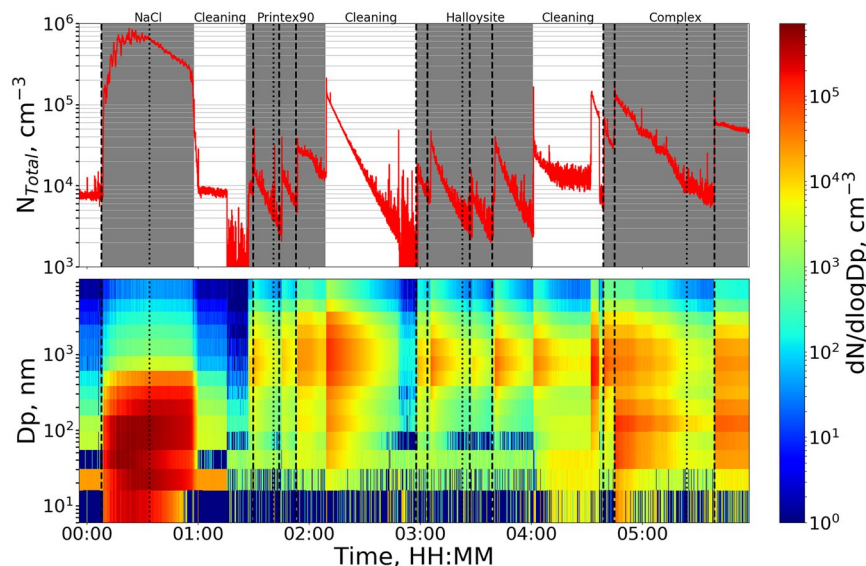 NaCl Cleaning Printex90 Cleaning Halloysite Cleaning Complex
10⁶
10⁵
10⁴
10³
N_Total, cm⁻³
10³
10²
10¹
Dp, nm
00:00 01:00 02:00 03:00 04:00 05:00
Time, HH:MM
10⁵
10⁴
10³
10²
10¹
10⁰
dN/dlogDp, cm⁻³